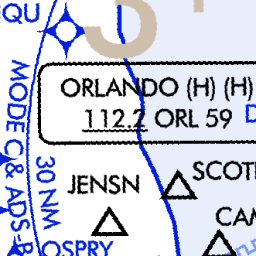 QU
ORLANDO (H) (H)
112.2 ORL 59
MODE C & ADS-B
30 NM
JENSN
SCOT
CAM
OSPRY